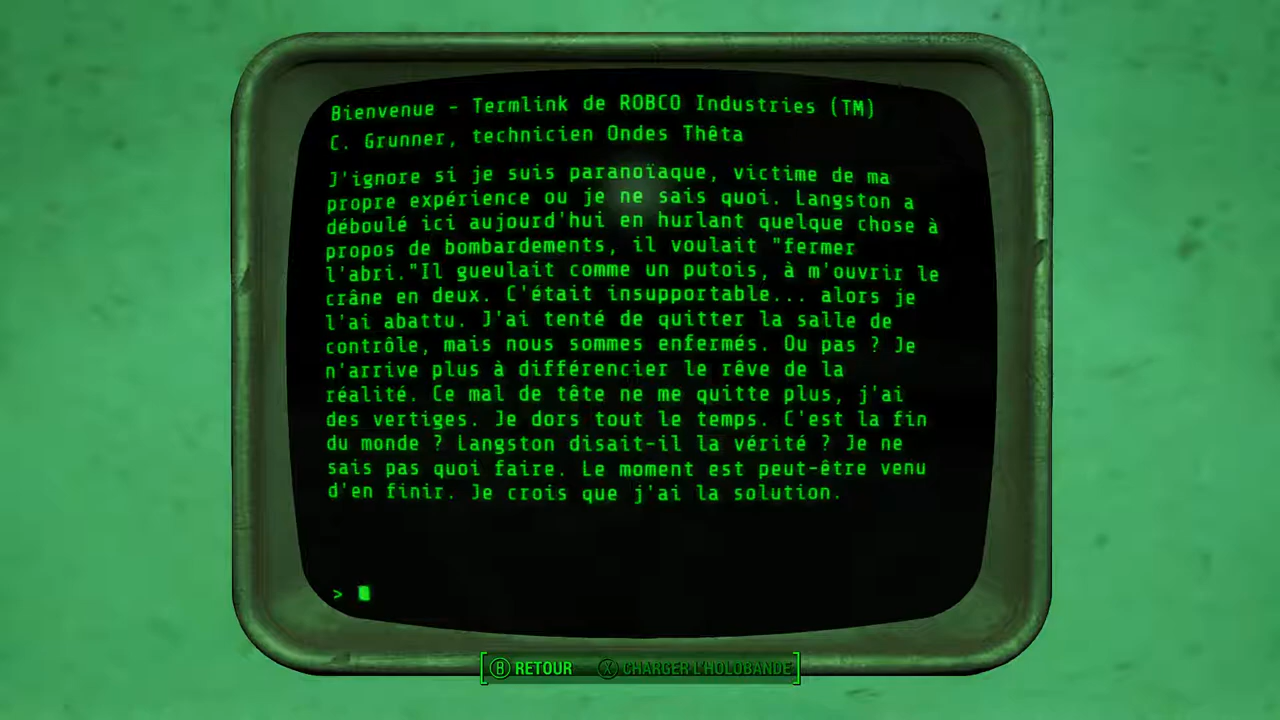 Bienvenue - Termlink de ROBCO Industries (TM)
C. Grunner, technicien Ondes Thêta
J'ignore si je suis paranoïaque, victime de ma
propre expérience ou je ne sais quoi. Langston a
déboulé ici aujourd'hui en hurlant quelque chose à
propos de bombardements, il voulait "fermer
l'abri."Il gueulait comme un putois, à m'ouvrir le
crâne en deux. C'était insupportable... alors je
l'ai abattu. J'ai tenté de quitter la salle de
contrôle, mais nous sommes enfermés. Ou pas ? Je
n'arrive plus à différencier le rêve de la
réalité. Ce mal de tête ne me quitte plus, j'ai
des vertiges. Je dors tout le temps. C'est la fin
du monde ? Langston disait-il la vérité ? Je ne
sais pas quoi faire. Le moment est peut-être venu
d'en finir. Je crois que j'ai la solution.
>
B) RETOUR X) CHARGER L'HOLOBANDE